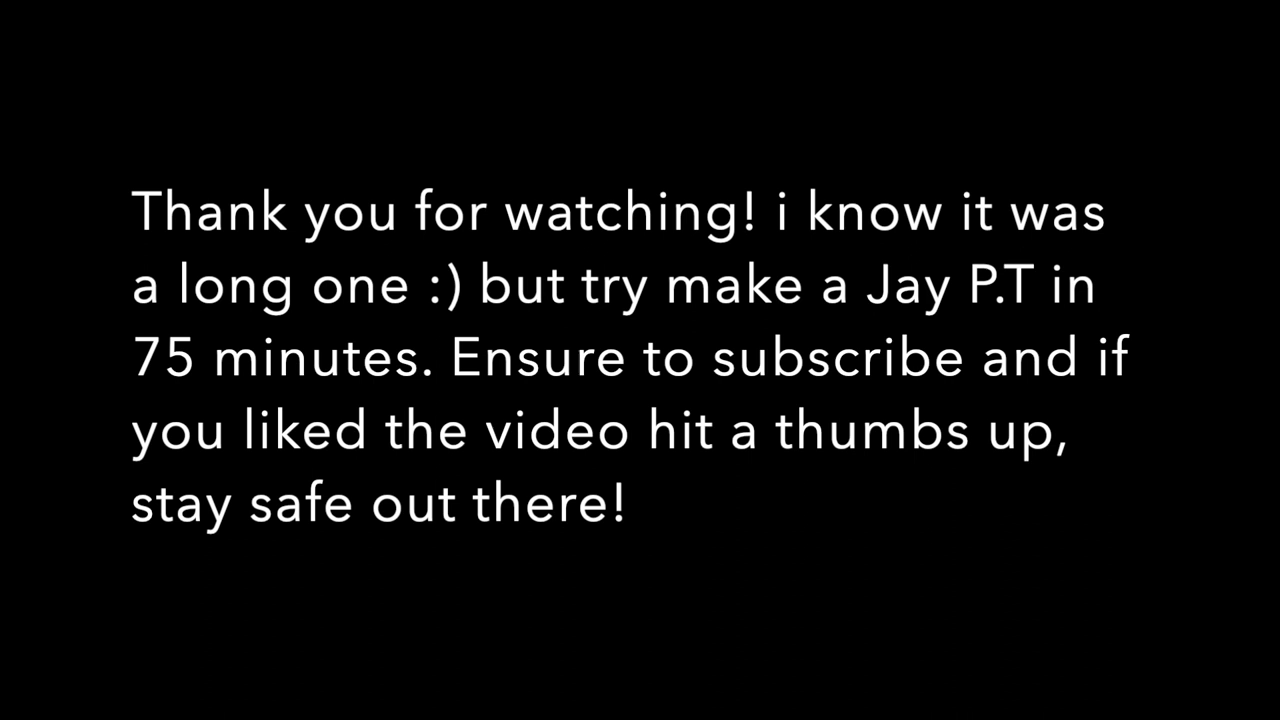 Thank you for watching! i know it was
a long one :) but try make a Jay P.T in
75 minutes. Ensure to subscribe and if
you liked the video hit a thumbs up,
stay safe out there!